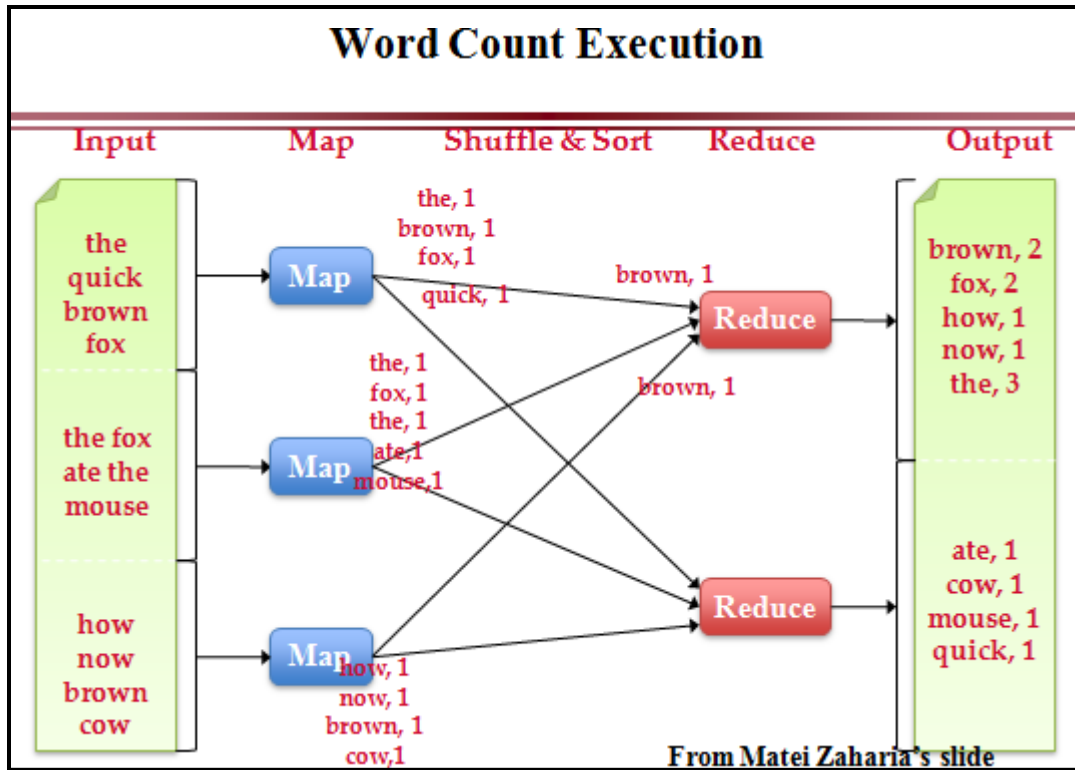 Word Count Execution
Input Map Shuffle & Sort Reduce Output
the
quick
brown
fox
the fox
ate the
mouse
how
now
brown
cow
Map
Map
Map
the, 1
brown, 1
fox,1
quick, 1
the, 1
fox,1
the, 1
ate,1
mouse,1
how, 1
now, 1
brown, 1
cow,1
brown, 1
brown, 1
Reduce
Reduce
brown, 2
fox, 2
how, 1
now, 1
the, 3
ate, 1
cow, 1
mouse, 1
quick, 1
From Matei Zaharia's slide